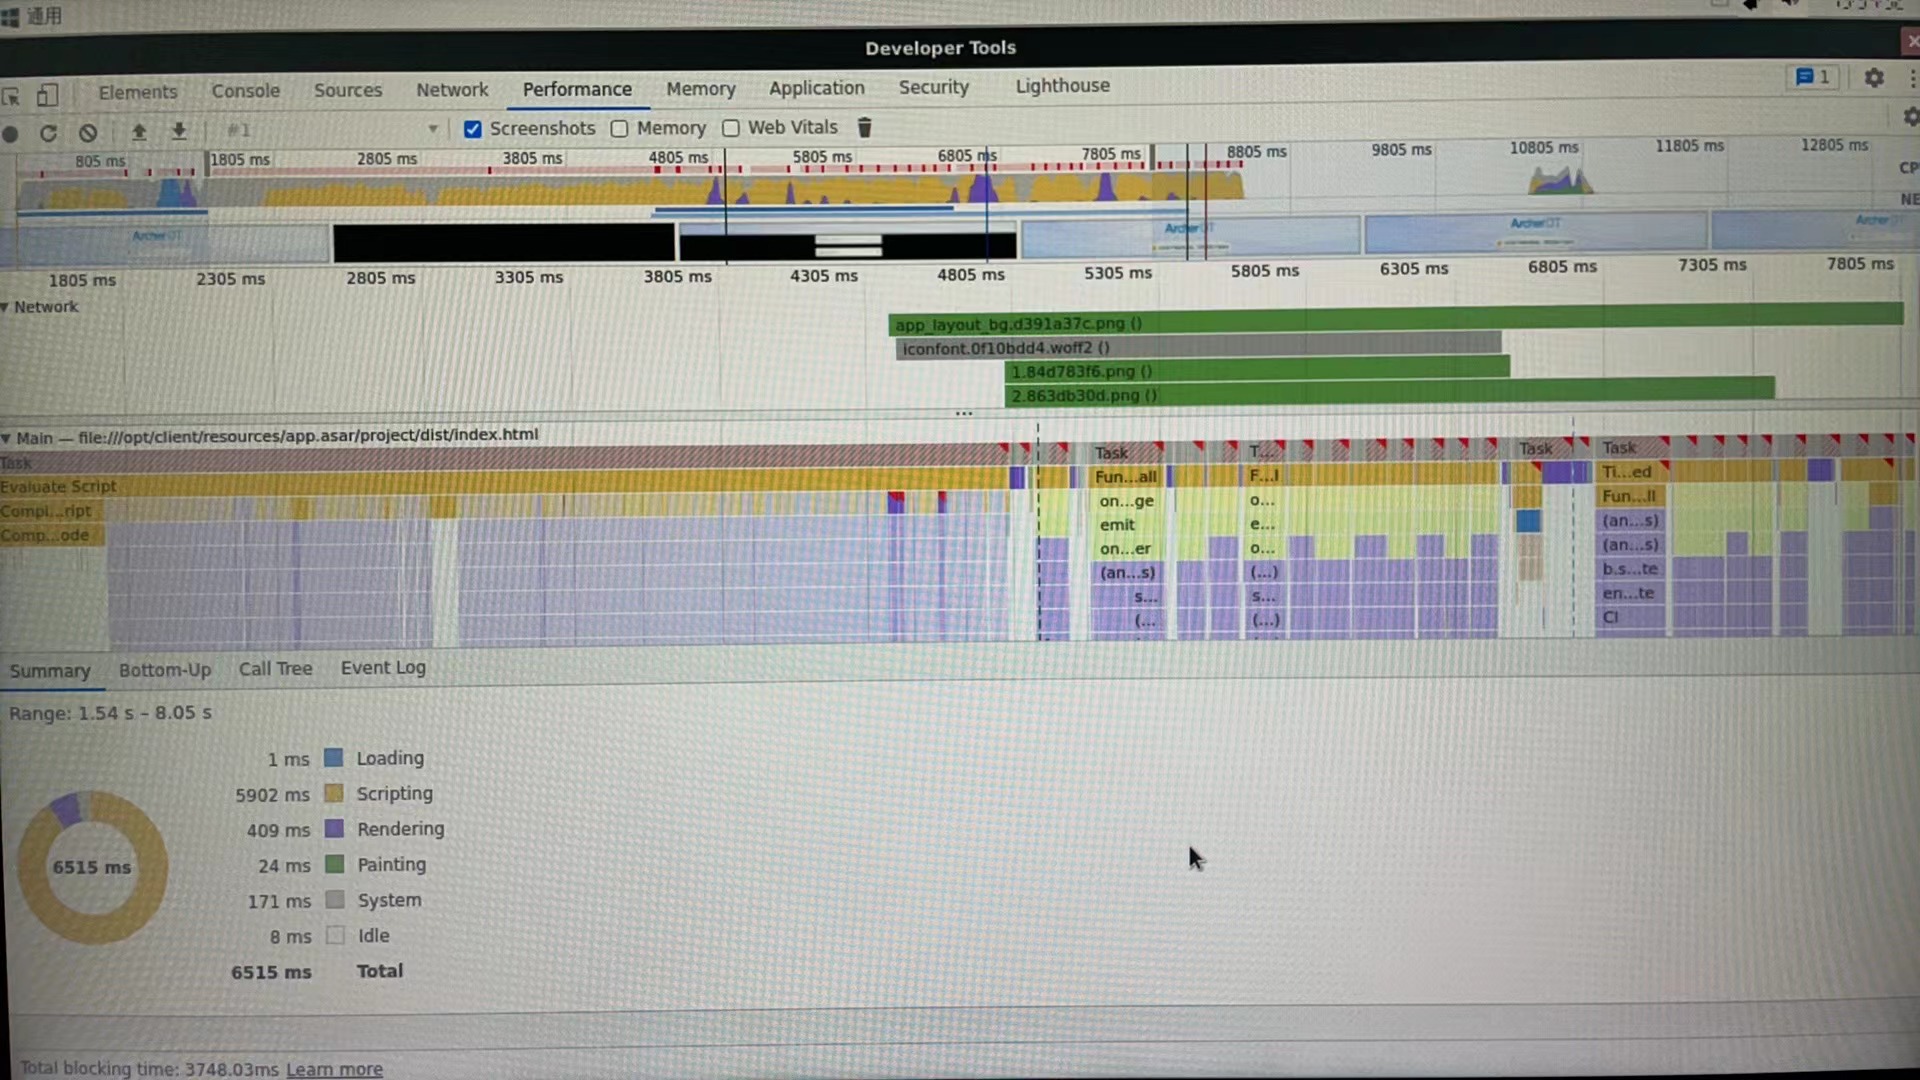 通用
Developer Tools
Elements Console Sources Network Performance Memory Application Security Lighthouse 1
#1 Screenshots Memory Web Vitals
805 ms 1805 ms 2805 ms 3805 ms 4805 ms 5805 ms 6805 ms 7805 ms 8805 ms 9805 ms 10805 ms 11805 ms 12805 ms
CP
NE
1805 ms 2305 ms 2805 ms 3305 ms 3805 ms 4305 ms 4805 ms 5305 ms 5805 ms 6305 ms 6805 ms 7305 ms 7805 ms
Network
app_layout_bg.d391a37c.png ()
iconfont.0f10bdd4.woff2 ()
1.84d783f6.png ()
2.863db30d.png ()
...
Main — file:///opt/client/resources/app.asar/project/dist/index.html
Task Task T... Task Task
Evaluate Script Fun...all F...l Ti...ed
Compi...ript on...ge o... Fun...ll
Comp...ode emit e... (an...s)
on...er o... (an...s)
(an...s) (...) b.s...te
s... s... en...te
(... (...) Cl
Summary Bottom-Up Call Tree Event Log
Range: 1.54 s – 8.05 s
1 ms Loading
5902 ms Scripting
409 ms Rendering
24 ms Painting
171 ms System
8 ms Idle
6515 ms Total
6515 ms
Total blocking time: 3748.03ms Learn more